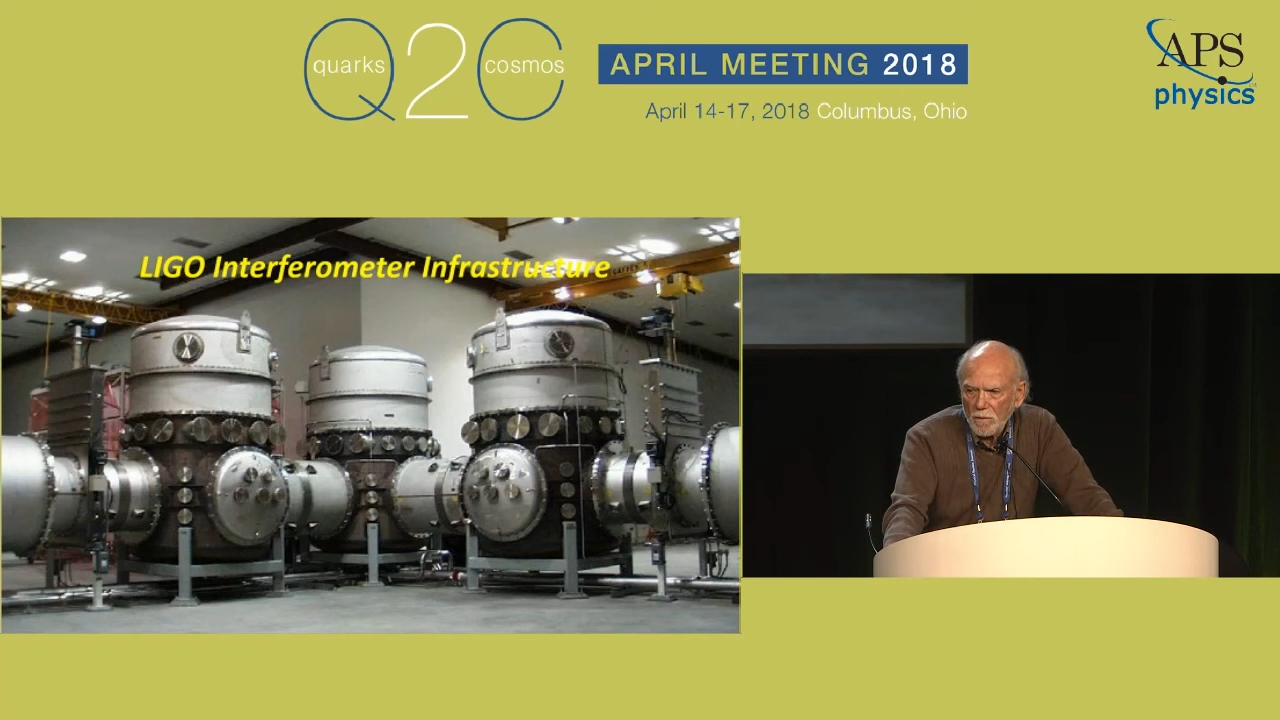 quarks
Q2C
cosmos
APRIL MEETING 2018
April 14-17, 2018 Columbus, Ohio
APS
physics
LIGO Interferometer Infrastructure